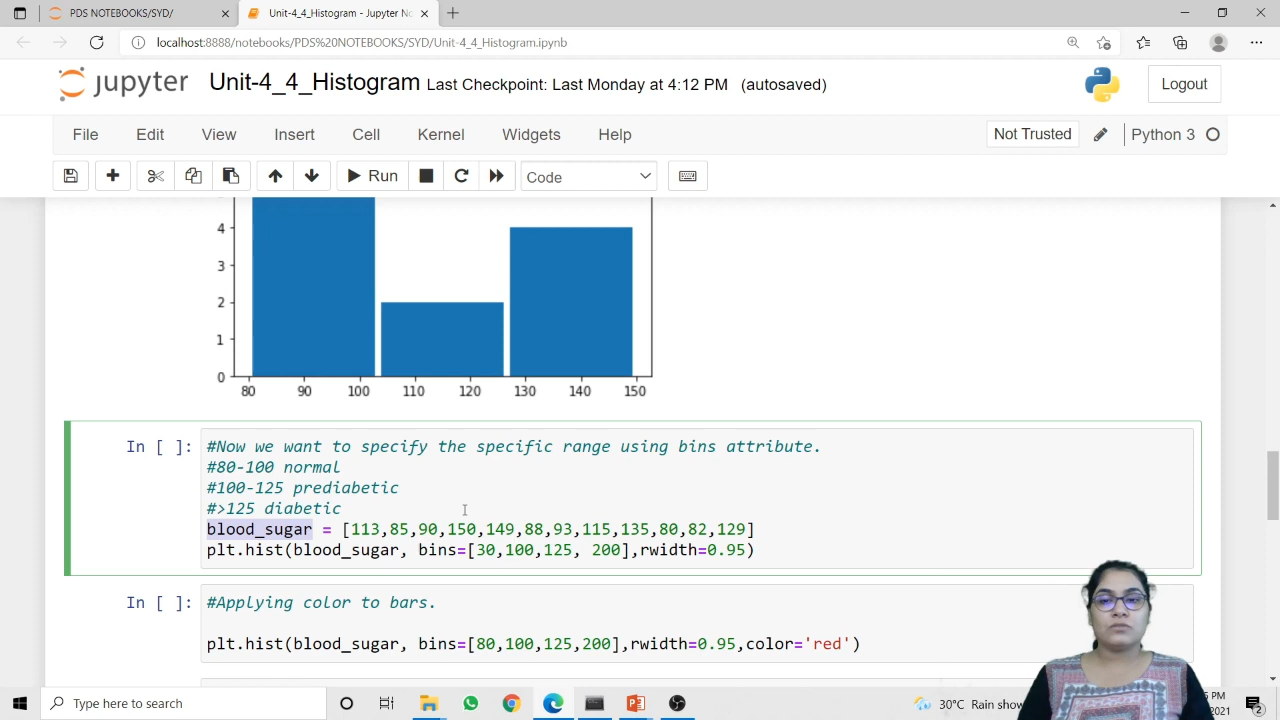 PDS NOTEBOOKS/SYD/
Unit-4_4_Histogram - Jupyter No
localhost:8888/notebooks/PDS%20NOTEBOOKS/SYD/Unit-4_4_Histogram.ipynb
jupyter Unit-4_4_Histogram Last Checkpoint: Last Monday at 4:12 PM (autosaved)
Logout
File Edit View Insert Cell Kernel Widgets Help
Not Trusted Python 3
Run Code
4
3
2
1
0
80 90 100 110 120 130 140 150
In [ ]: #Now we want to specify the specific range using bins attribute.
#80-100 normal
#100-125 prediabetic
#>125 diabetic
blood_sugar = [113,85,90,150,149,88,93,115,135,80,82,129]
plt.hist(blood_sugar, bins=[30,100,125, 200],rwidth=0.95)
In [ ]: #Applying color to bars.
plt.hist(blood_sugar, bins=[80,100,125,200],rwidth=0.95,color='red')
Type here to search
30°C Rain show
PM
2021
2